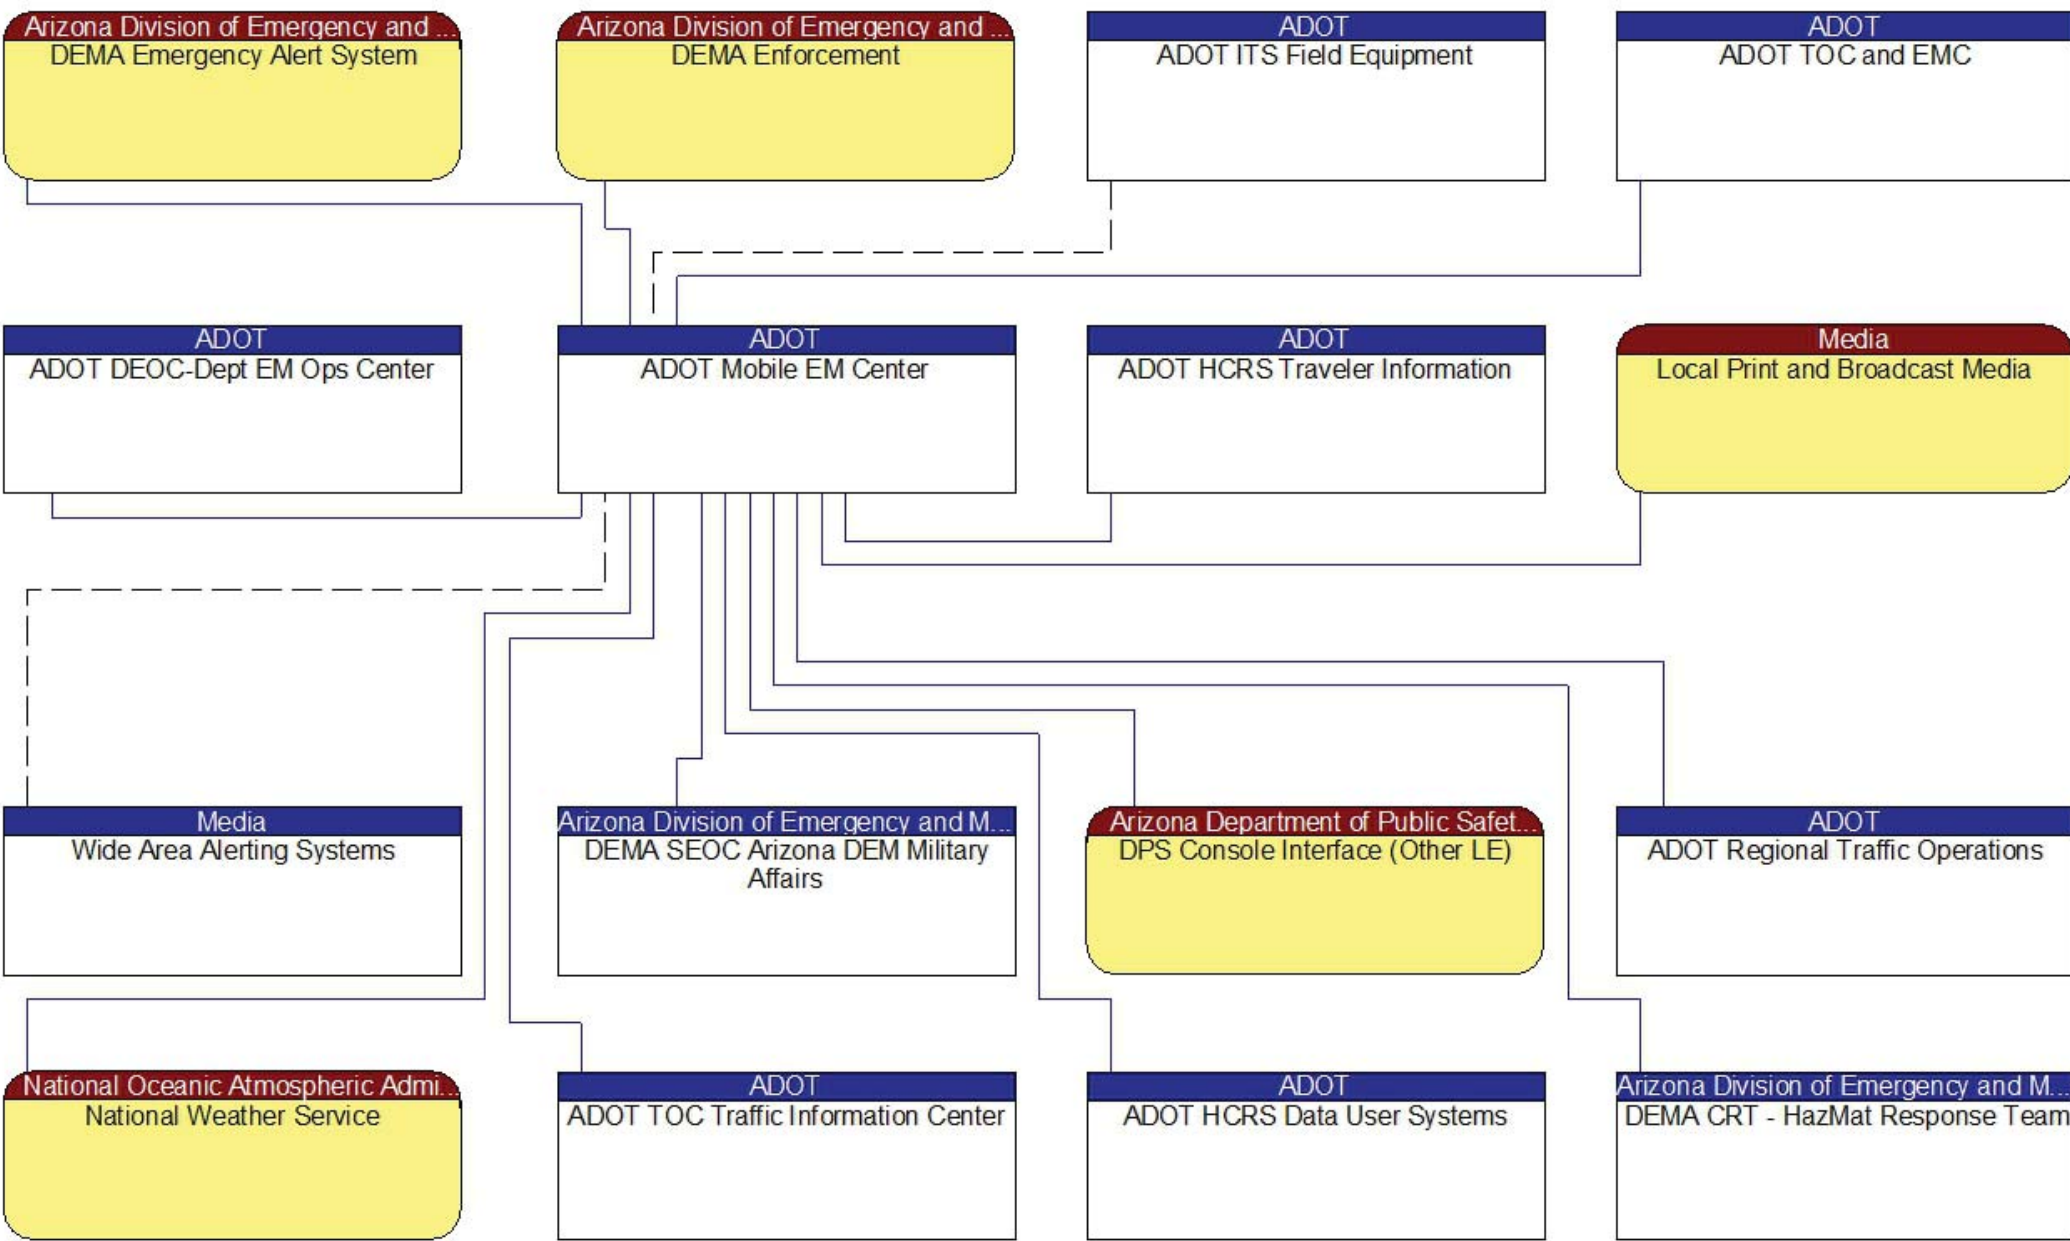 Arizona Division of Emergency and ...
DEMA Emergency Alert System
Arizona Division of Emergency and ...
DEMA Enforcement
ADOT
ADOT ITS Field Equipment
ADOT
ADOT TOC and EMC
ADOT
ADOT DEOC-Dept EM Ops Center
ADOT
ADOT Mobile EM Center
ADOT
ADOT HCRS Traveler Information
Media
Local Print and Broadcast Media
Media
Wide Area Alerting Systems
Arizona Division of Emergency and M...
DEMA SEOC Arizona DEM Military
Affairs
Arizona Department of Public Safet...
DPS Console Interface (Other LE)
ADOT
ADOT Regional Traffic Operations
National Oceanic Atmospheric Admi...
National Weather Service
ADOT
ADOT TOC Traffic Information Center
ADOT
ADOT HCRS Data User Systems
Arizona Division of Emergency and M...
DEMA CRT - HazMat Response Team